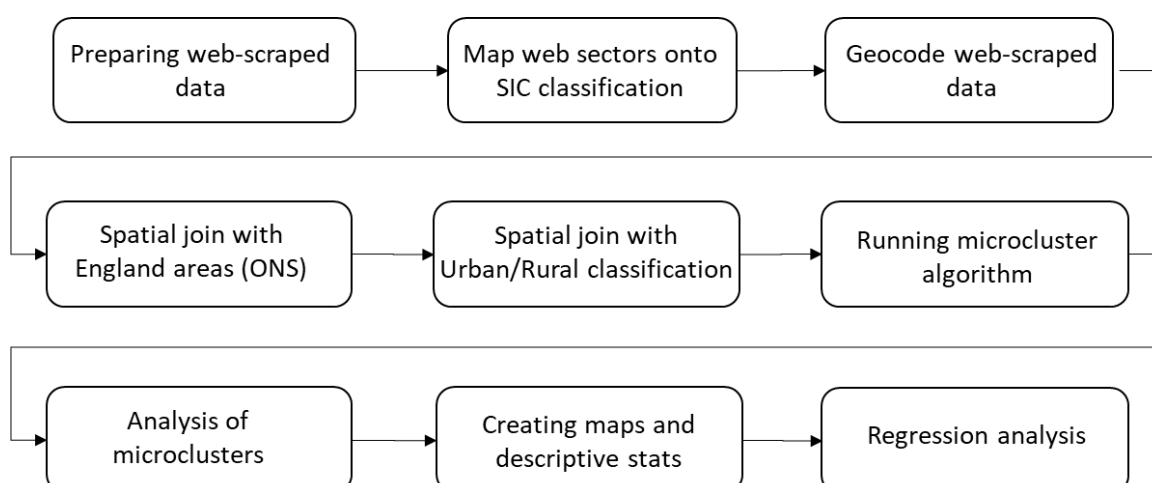 Preparing web-scraped
data
Map web sectors onto
SIC classification
Geocode web-scraped
data
Spatial join with
England areas (ONS)
Spatial join with
Urban/Rural classification
Running microcluster
algorithm
Analysis of
microclusters
Creating maps and
descriptive stats
Regression analysis